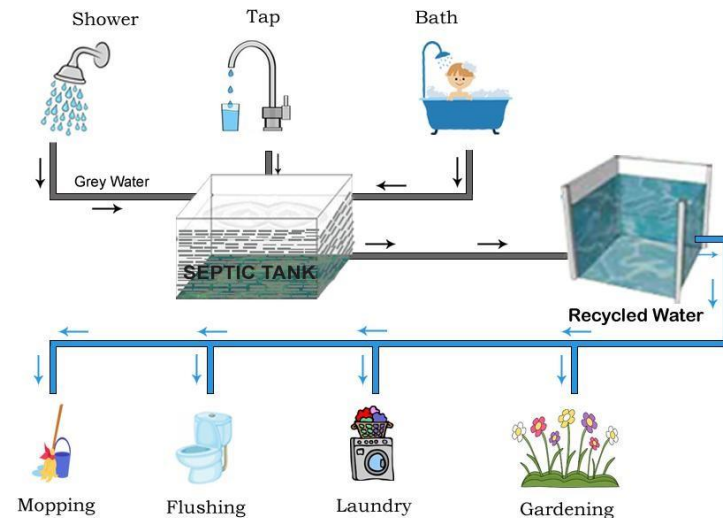 Shower
Tap
Bath
Grey Water
SEPTIC TANK
Recycled Water
Mopping
Flushing
Laundry
Gardening